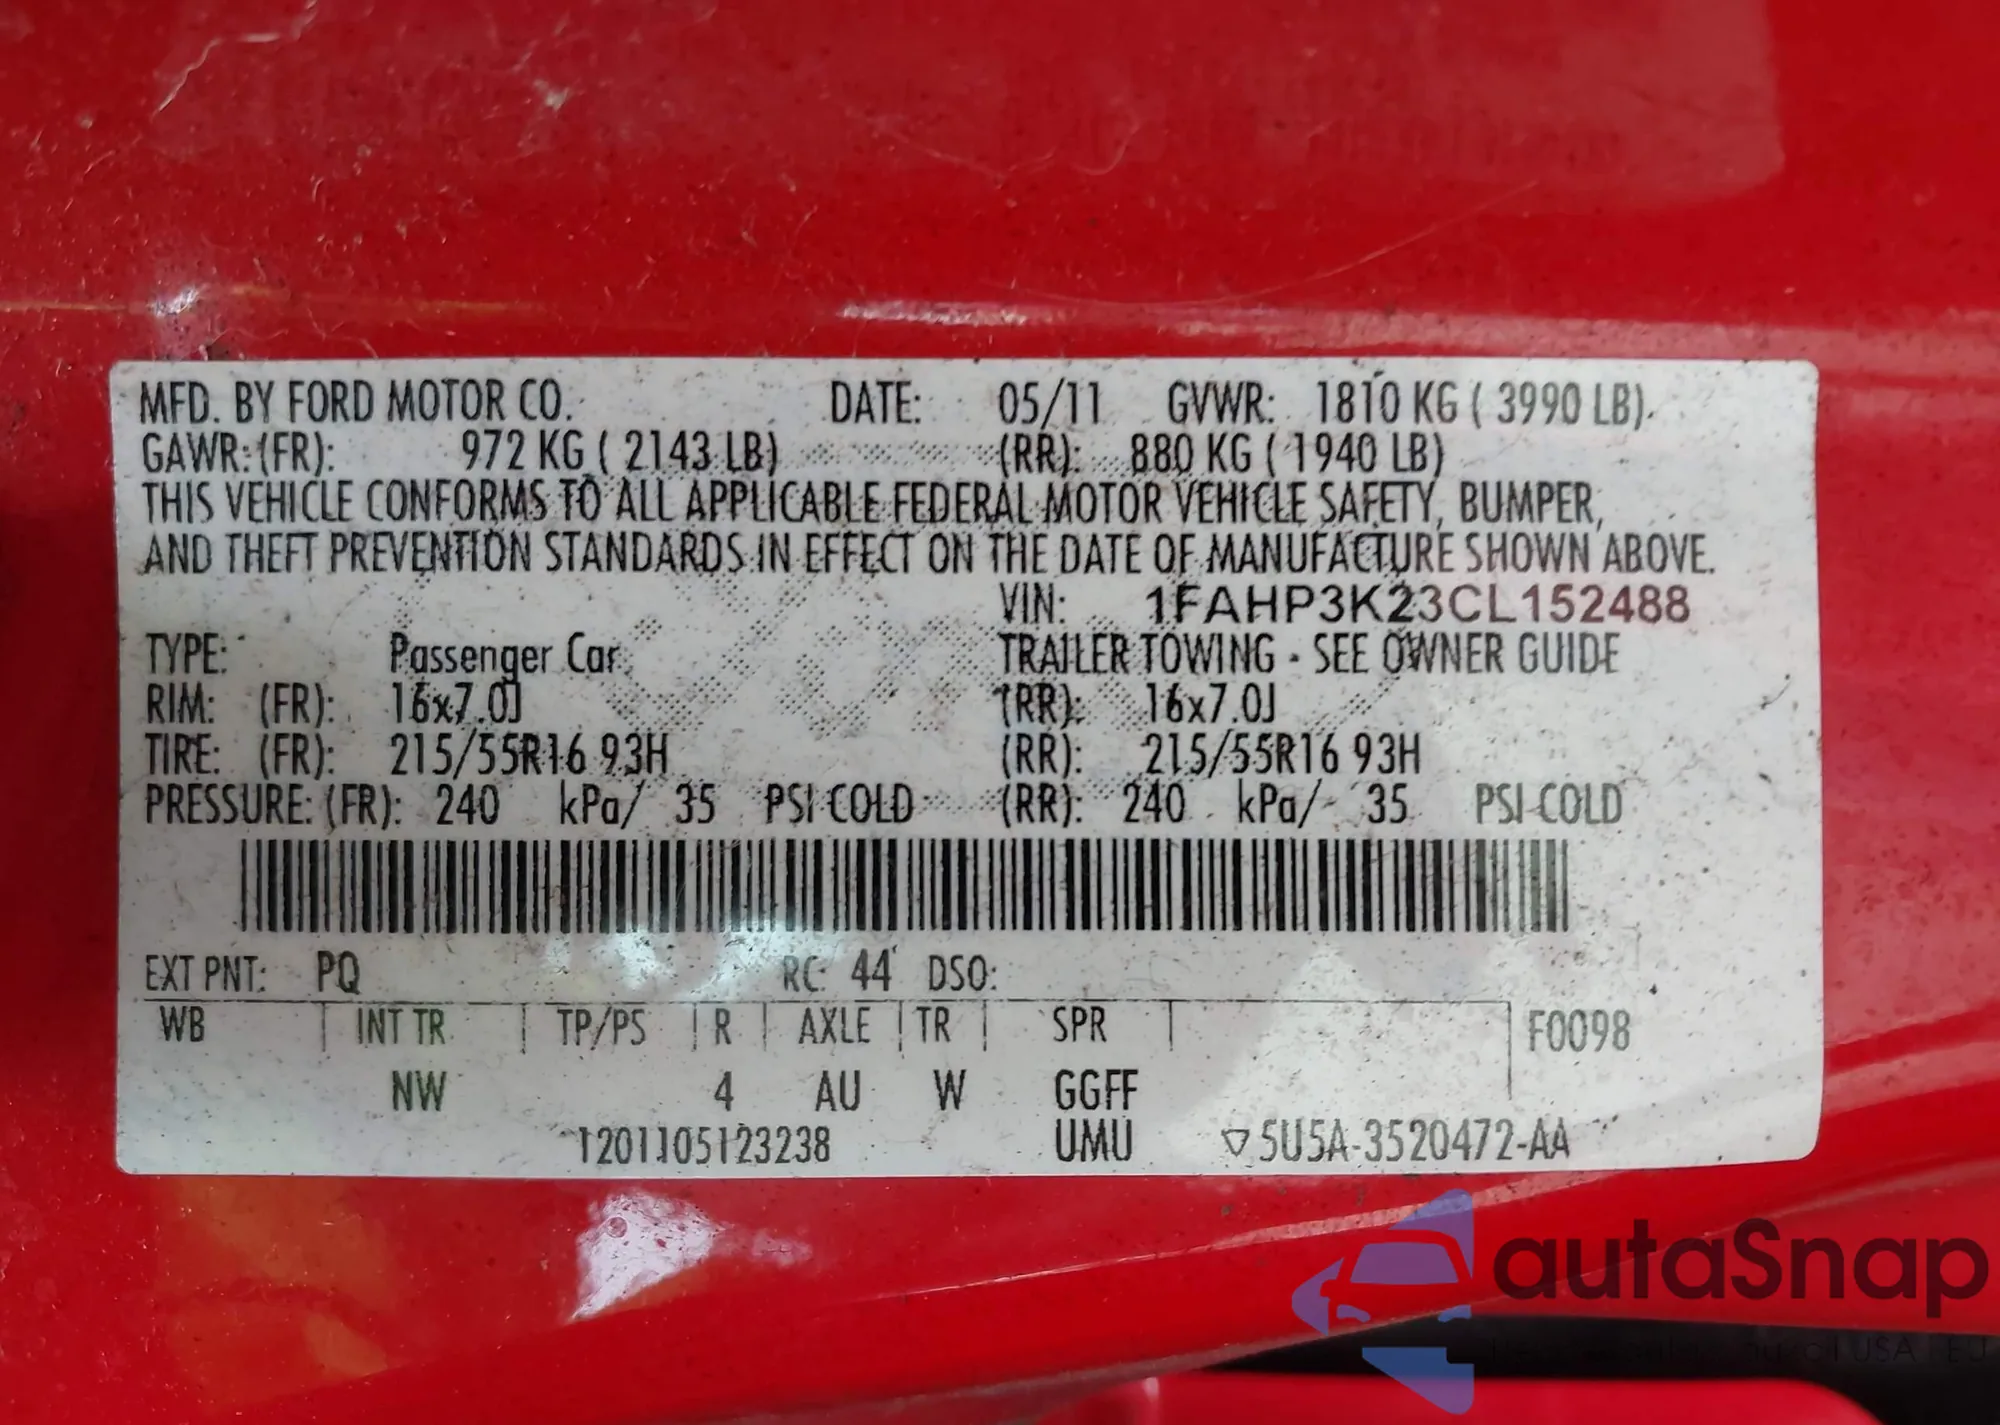 MFD. BY FORD MOTOR CO. DATE: 05/11 GVWR: 1810 KG ( 3990 LB).
GAWR: (FR): 972 KG ( 2143 LB) (RR): 880 KG ( 1940 LB)
THIS VEHICLE CONFORMS TO ALL APPLICABLE FEDERAL MOTOR VEHICLE SAFETY, BUMPER,
AND THEFT PREVENTION STANDARDS IN EFFECT ON THE DATE OF MANUFACTURE SHOWN ABOVE.
VIN: 1FAHP3K23CL152488
TYPE: Passenger Car TRAILER TOWING - SEE OWNER GUIDE
RIM: (FR): 16x7.0J (RR): 16x7.0J
TIRE: (FR): 215/55R16 93H (RR): 215/55R16 93H
PRESSURE: (FR): 240 kPa/ 35 PSI COLD (RR): 240 kPa/ 35 PSI COLD
EXT PNT: PQ RC: 44 DSO:
WB INT TR TP/PS R AXLE TR SPR F0098
NW 4 AU W GGFF
1201105123238 UMU 5U5A-3520472-AA
autaSnap
USA EU